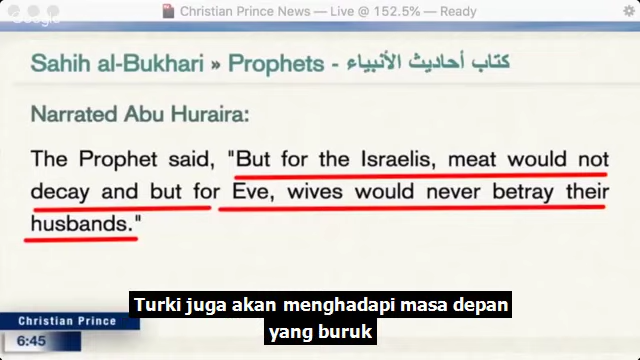 Christian Prince News — Live @ 152.5% — Ready
Sahih al-Bukhari » Prophets - كتاب أحاديث الأنبياء
Narrated Abu Huraira:
The Prophet said, "But for the Israelis, meat would not
decay and but for Eve, wives would never betray their
husbands."
Turki juga akan menghadapi masa depan
yang buruk
Christian Prince
6:45